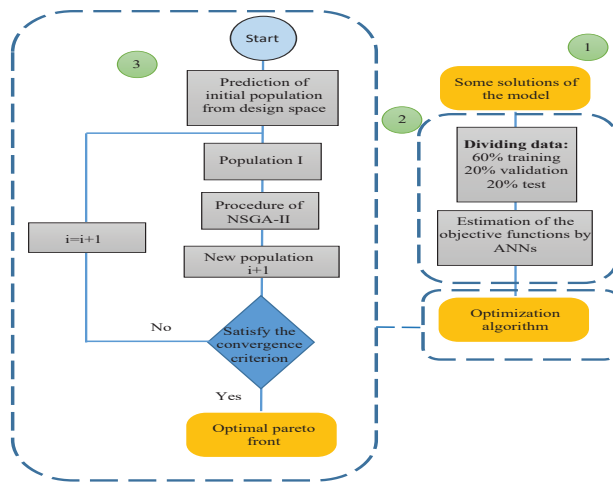 3
Start
Prediction of
initial population
from design space
Population I
Procedure of
NSGA-II
i=i+1
New population
i+1
No
Satisfy the
convergence
criterion
Yes
Optimal pareto
front
1
Some solutions of
the model
2
Dividing data:
60% training
20% validation
20% test
Estimation of the
objective functions by
ANNs
Optimization
algorithm